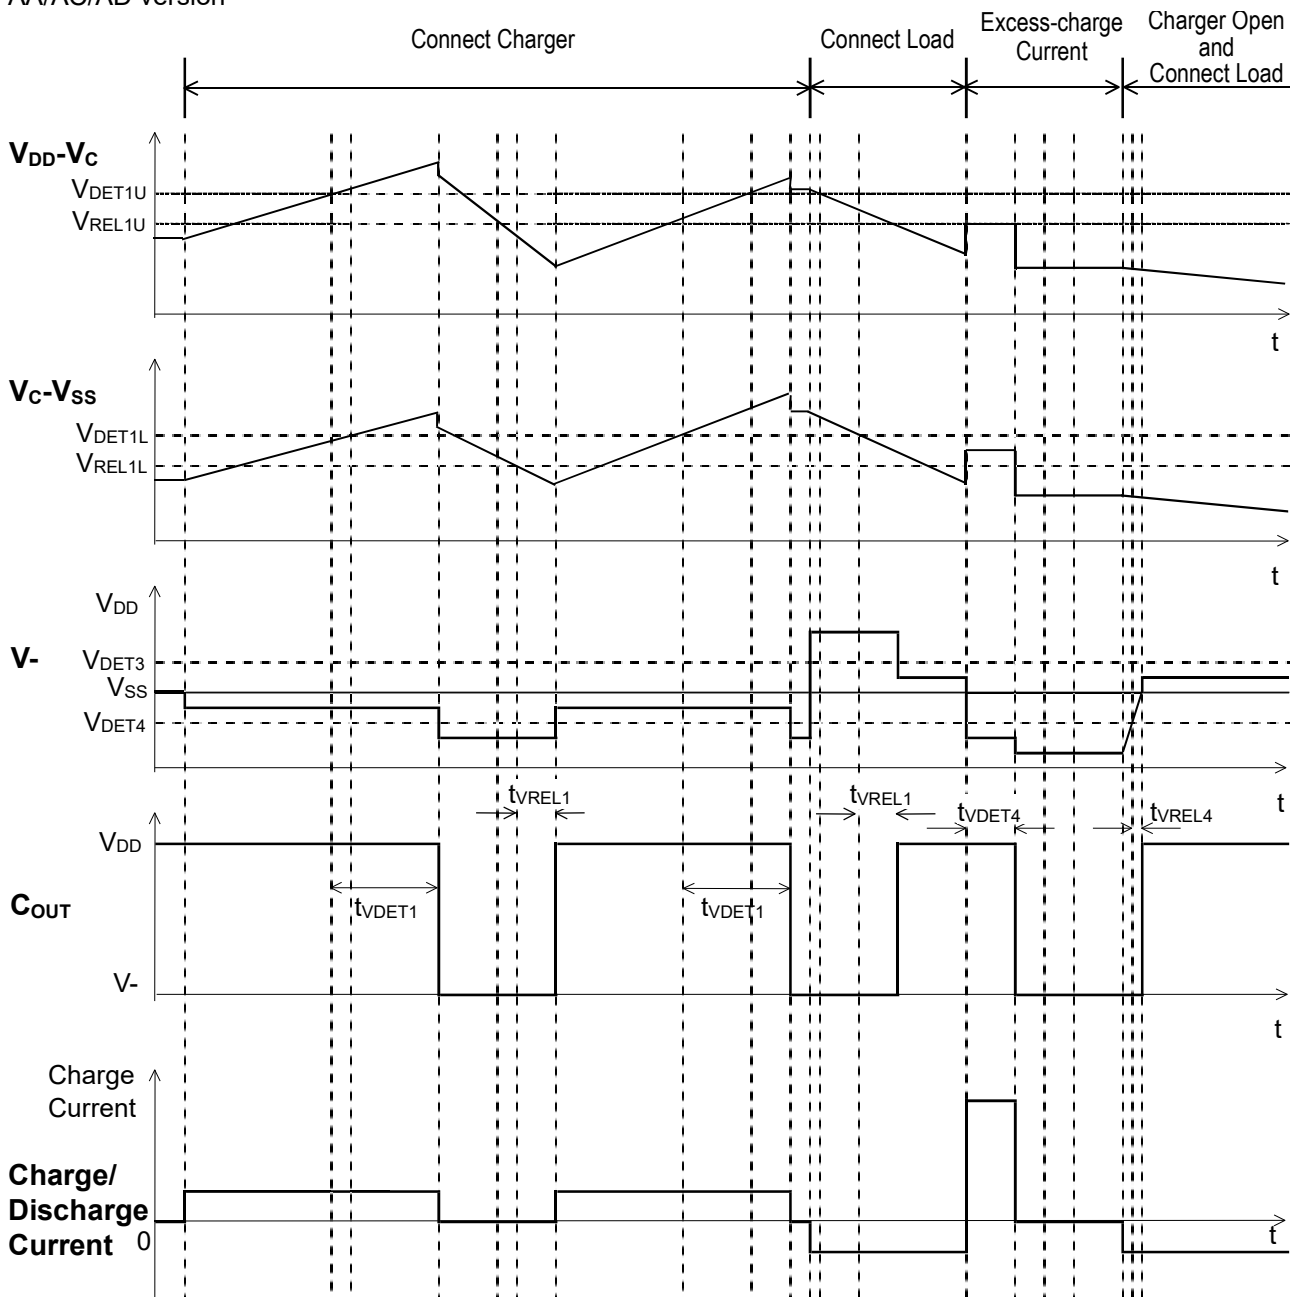 AA/AC/AD version
Connect Charger
Connect Load
Excess-charge
Current
Charger Open
and
Connect Load
VDD-VC
VDET1U
VREL1U
t
VC-VSS
VDET1L
VREL1L
t
VDD
V-
VDET3
VSS
VDET4
t
tVREL1
tVREL1
tVDET4
tVREL4
VDD
COUT
tVDET1
tVDET1
V-
t
Charge
Current
Charge/
Discharge
Current
0
t